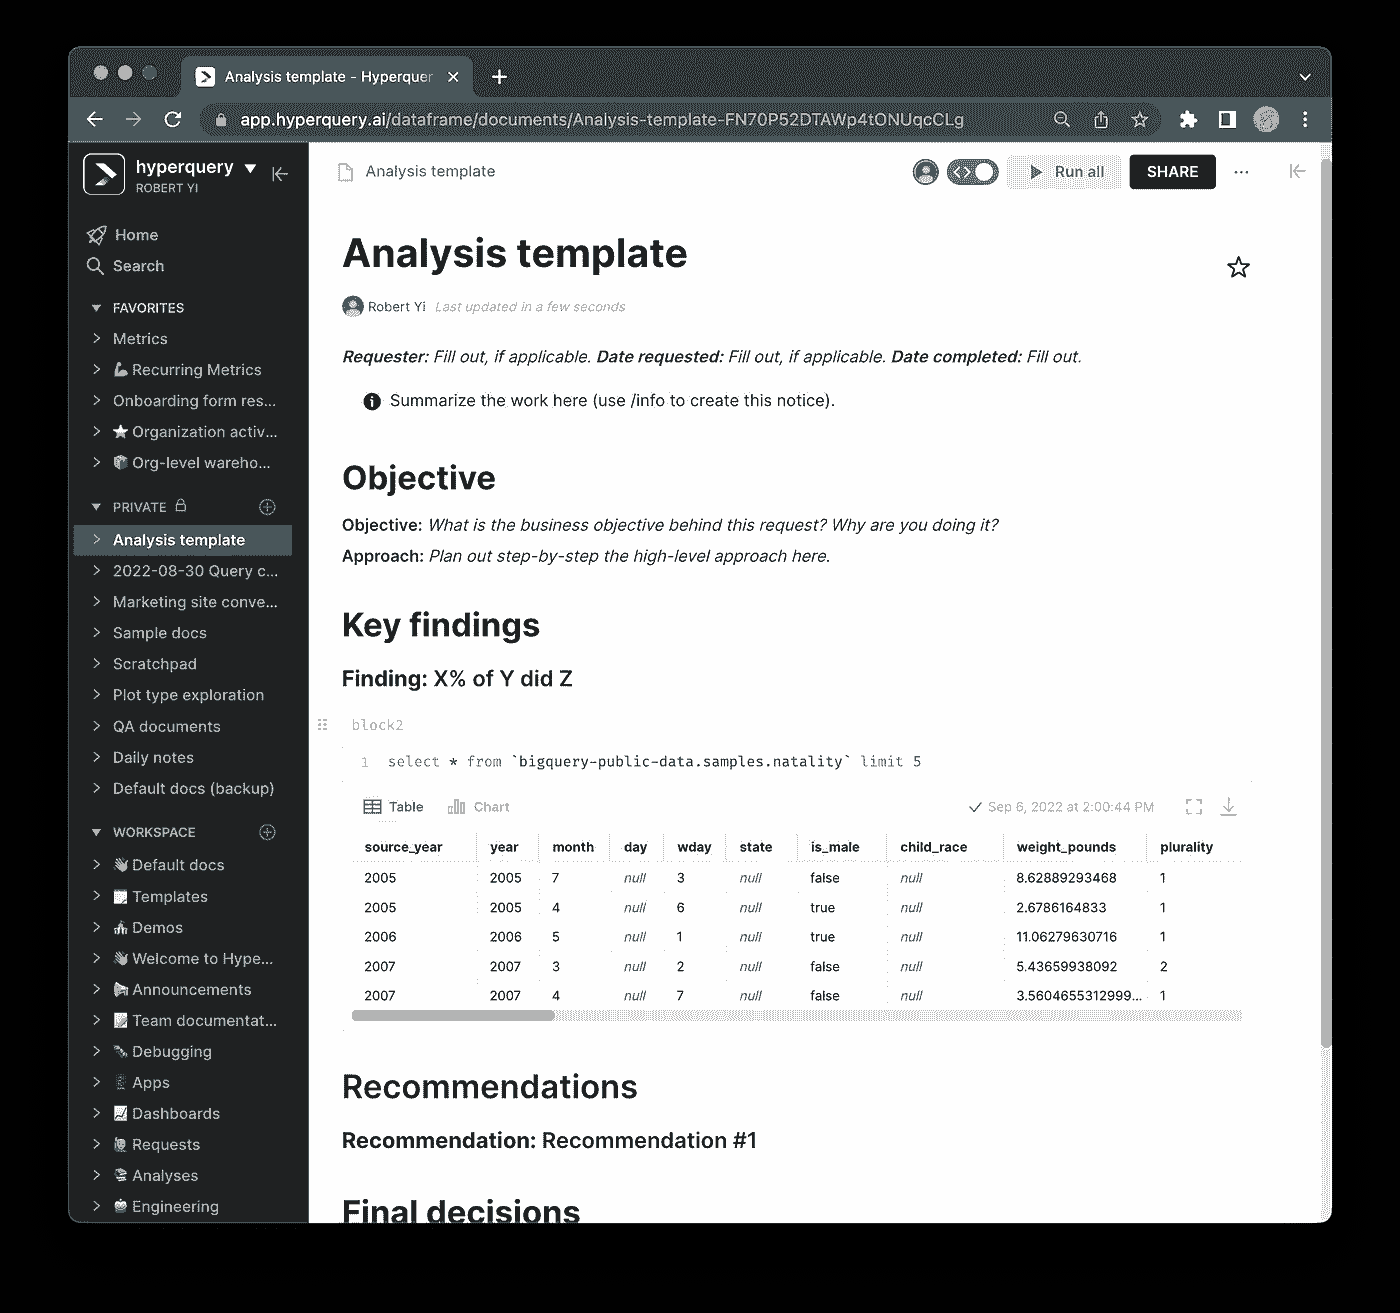 Analysis template - Hyperquer
app.hyperquery.ai/dataframe/documents/Analysis-template-FN70P52DTAWp4tONUqcCLg
hyperquery
ROBERT YI
Home
Search
FAVORITES
Metrics
Recurring Metrics
Onboarding form res...
Organization activ...
Org-level wareho...
PRIVATE
Analysis template
2022-08-30 Query c...
Marketing site conve...
Sample docs
Scratchpad
Plot type exploration
QA documents
Daily notes
Default docs (backup)
WORKSPACE
Default docs
Templates
Demos
Welcome to Hype...
Announcements
Team documentat...
Debugging
Apps
Dashboards
Requests
Analyses
Engineering
Analysis template
Run all
SHARE
Analysis template
Robert Yi Last updated in a few seconds
Requester: Fill out, if applicable. Date requested: Fill out, if applicable. Date completed: Fill out.
Summarize the work here (use /info to create this notice).
Objective
Objective: What is the business objective behind this request? Why are you doing it?
Approach: Plan out step-by-step the high-level approach here.
Key findings
Finding: X% of Y did Z
block2
1 select * from `bigquery-public-data.samples.natality` limit 5
Table Chart Sep 6, 2022 at 2:00:44 PM
source_year year month day wday state is_male child_race weight_pounds plurality
2005 2005 7 null 3 null false null 8.62889293468 1
2005 2005 4 null 6 null true null 2.6786164833 1
2006 2006 5 null 1 null true null 11.06279630716 1
2007 2007 3 null 2 null false null 5.43659938092 2
2007 2007 4 null 7 null false null 3.5604655312999... 1
Recommendations
Recommendation: Recommendation #1
Final decisions